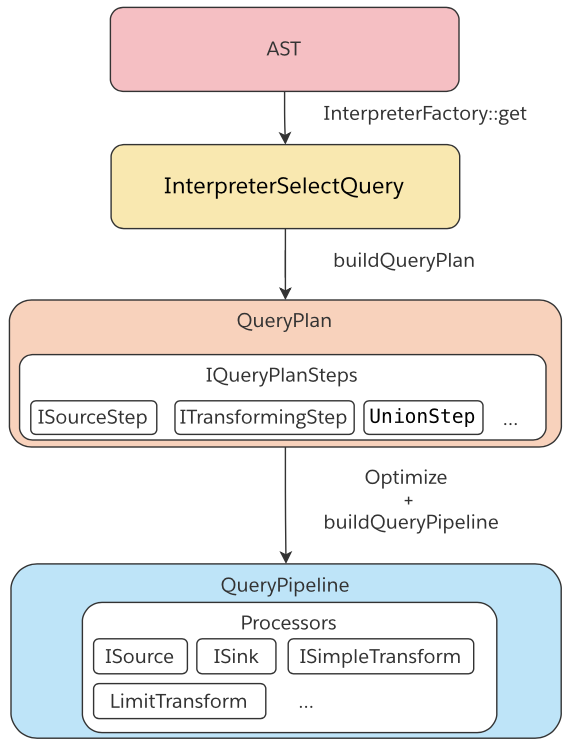 AST
InterpreterFactory::get
InterpreterSelectQuery
buildQueryPlan
QueryPlan
IQueryPlanSteps
ISourceStep ITransformingStep UnionStep ...
Optimize
+
buildQueryPipeline
QueryPipeline
Processors
ISource ISink ISimpleTransform
LimitTransform ...